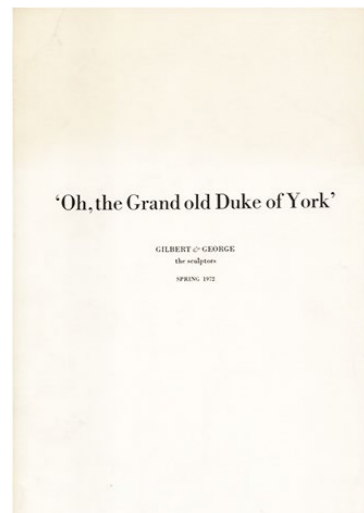 ‘Oh, the Grand old Duke of York’
GILBERT & GEORGE
the sculptors
SPRING 1972